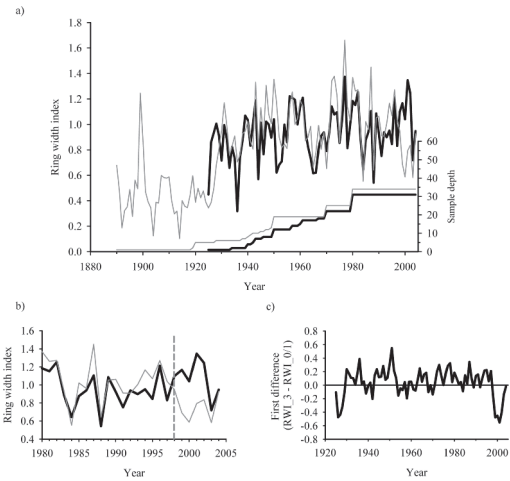 a)
1.8
1.6
1.4
1.2
1.0
0.8
0.6
0.4
0.2
0.0
Ring width index
60
50
40
30
20
10
0
Sample depth
1880 1900 1920 1940 1960 1980 2000
Year
b)
1.6
1.4
1.2
1.0
0.8
0.6
0.4
Ring width index
1980 1985 1990 1995 2000 2005
Year
c)
0.8
0.6
0.4
0.2
0.0
-0.2
-0.4
-0.6
-0.8
First difference
(RWI_3 - RWI_0/1)
1920 1940 1960 1980 2000
Year